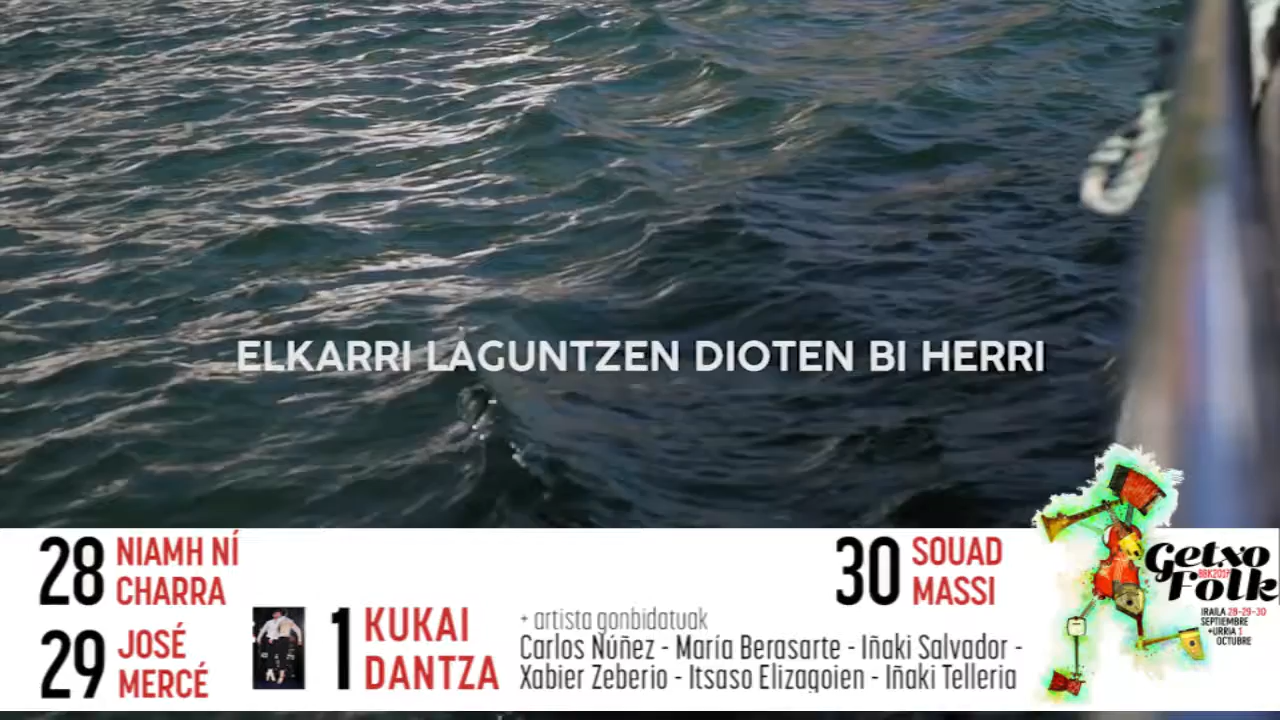 ELKARRI LAGUNTZEN DIOTEN BI HERRI
28 NIAMH NÍ
CHARRA
29 JOSÉ
MERCÉ
1 KUKAI
DANTZA
+ artista gonbidatuak
Carlos Núñez - María Berasarte - Iñaki Salvador -
Xabier Zeberio - Itsaso Elizagoien - Iñaki Telleria
30 SOUAD
MASSI
Getxo
BBK2017
Folk
IRAILA 28-29-30
SEPTIEMBRE
+URRIA 1
OCTUBRE